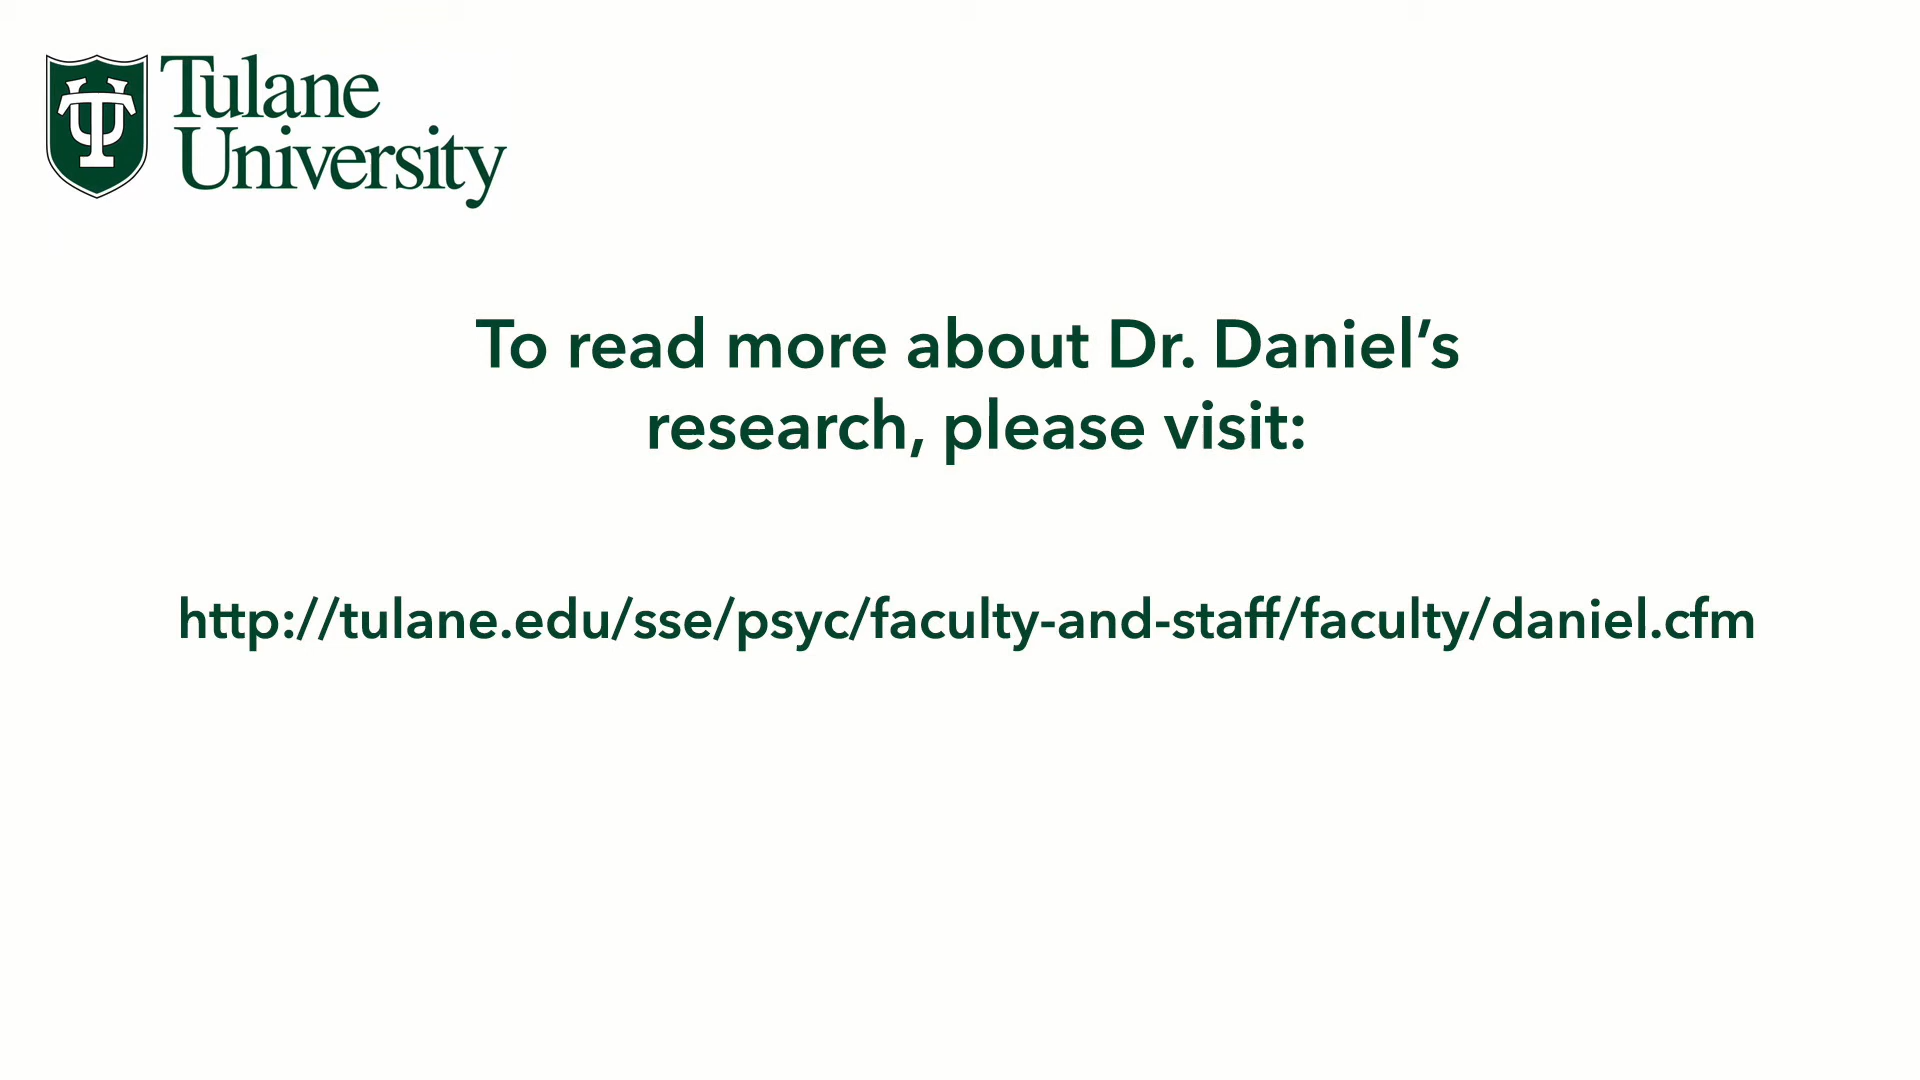 Tulane
University
To read more about Dr. Daniel’s
research, please visit:
http://tulane.edu/sse/psyc/faculty-and-staff/faculty/daniel.cfm